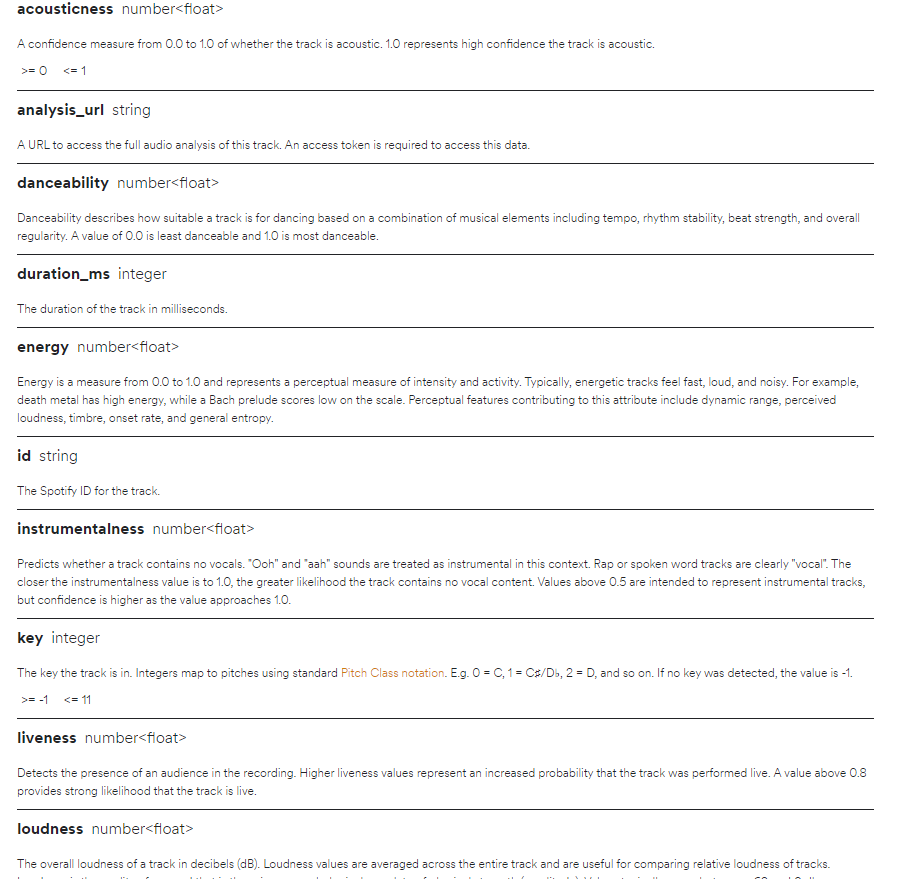 acousticness number<float>
A confidence measure from 0.0 to 1.0 of whether the track is acoustic. 1.0 represents high confidence the track is acoustic.
>= 0 <= 1
analysis_url string
A URL to access the full audio analysis of this track. An access token is required to access this data.
danceability number<float>
Danceability describes how suitable a track is for dancing based on a combination of musical elements including tempo, rhythm stability, beat strength, and overall
regularity. A value of 0.0 is least danceable and 1.0 is most danceable.
duration_ms integer
The duration of the track in milliseconds.
energy number<float>
Energy is a measure from 0.0 to 1.0 and represents a perceptual measure of intensity and activity. Typically, energetic tracks feel fast, loud, and noisy. For example,
death metal has high energy, while a Bach prelude scores low on the scale. Perceptual features contributing to this attribute include dynamic range, perceived
loudness, timbre, onset rate, and general entropy.
id string
The Spotify ID for the track.
instrumentalness number<float>
Predicts whether a track contains no vocals. "Ooh" and "aah" sounds are treated as instrumental in this context. Rap or spoken word tracks are clearly "vocal". The
closer the instrumentalness value is to 1.0, the greater likelihood the track contains no vocal content. Values above 0.5 are intended to represent instrumental tracks,
but confidence is higher as the value approaches 1.0.
key integer
The key the track is in. Integers map to pitches using standard Pitch Class notation. E.g. 0 = C, 1 = C♯/D♭, 2 = D, and so on. If no key was detected, the value is -1.
>= -1 <= 11
liveness number<float>
Detects the presence of an audience in the recording. Higher liveness values represent an increased probability that the track was performed live. A value above 0.8
provides strong likelihood that the track is live.
loudness number<float>
The overall loudness of a track in decibels (dB). Loudness values are averaged across the entire track and are useful for comparing relative loudness of tracks.